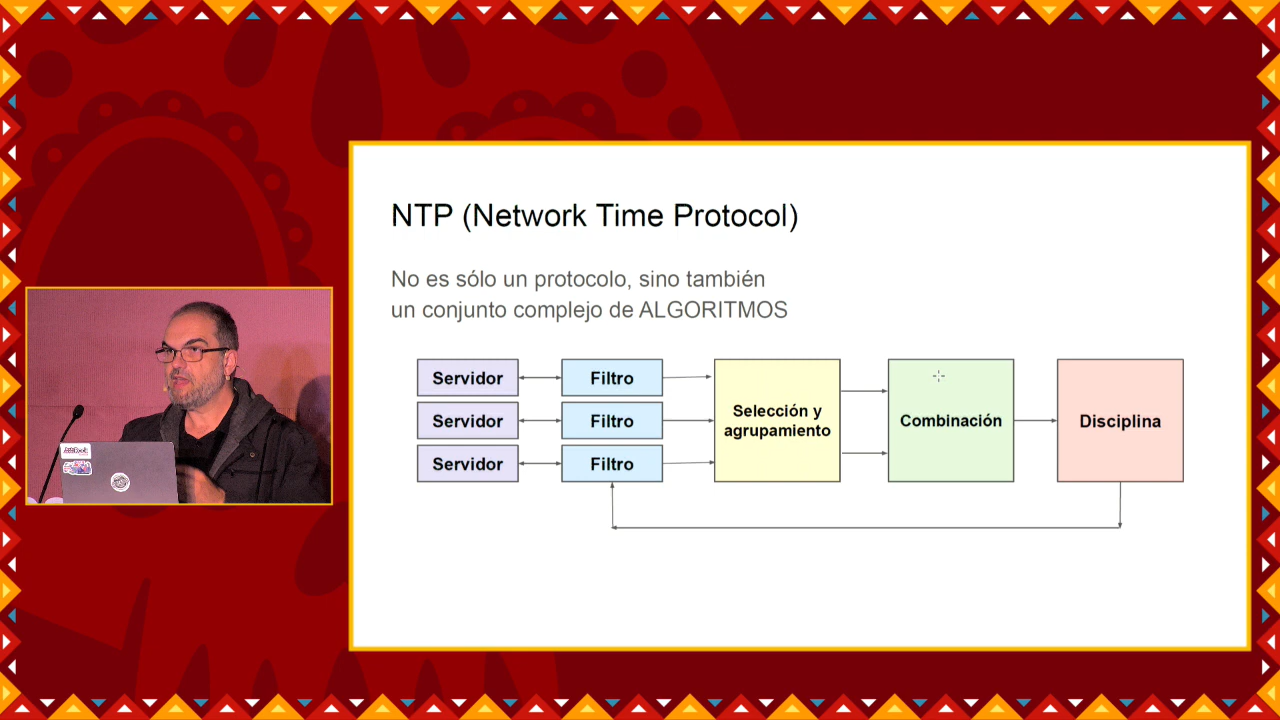 NTP (Network Time Protocol)
No es sólo un protocolo, sino también
un conjunto complejo de ALGORITMOS
Servidor
Filtro
Servidor
Filtro
Servidor
Filtro
Selección y
agrupamiento
Combinación
Disciplina